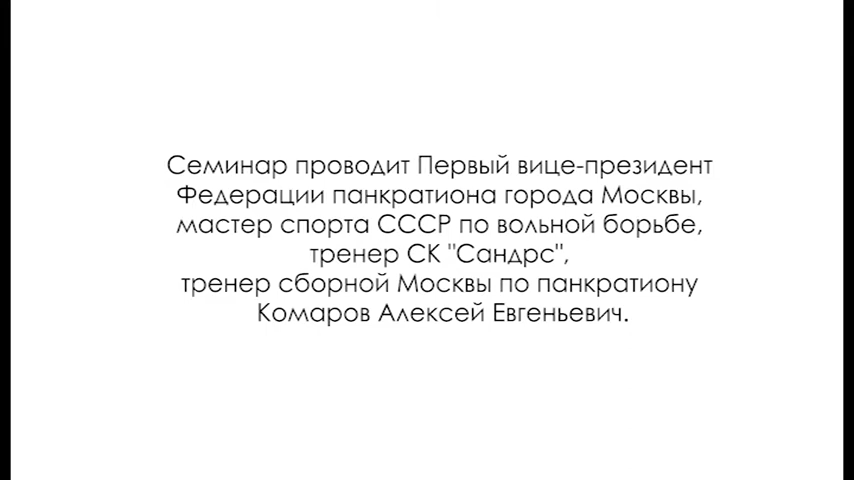 Семинар проводит Первый вице-президент
Федерации панкратиона города Москвы,
мастер спорта СССР по вольной борьбе,
тренер СК "Сандрс",
тренер сборной Москвы по панкратиону
Комаров Алексей Евгеньевич.